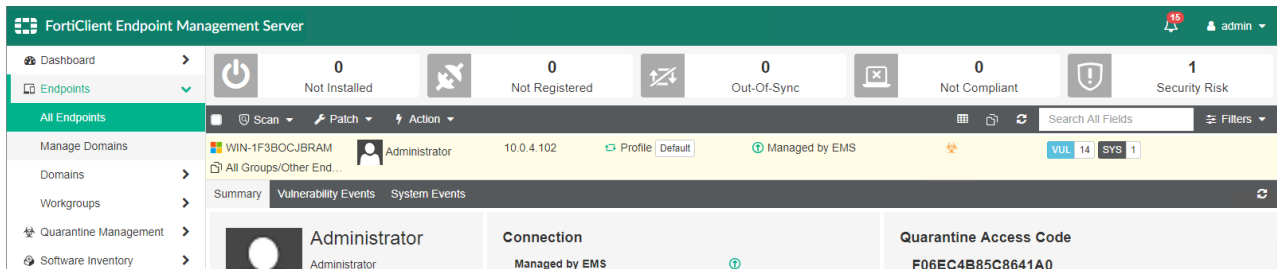 FortiClient Endpoint Management Server 15 admin
Dashboard
Endpoints
All Endpoints
Manage Domains
Domains
Workgroups
Quarantine Management
Software Inventory
0 Not Installed
0 Not Registered
0 Out-Of-Sync
0 Not Compliant
1 Security Risk
Scan Patch Action Search All Fields Filters
WIN-1F3BOCJBRAM Administrator 10.0.4.102 Profile Default Managed by EMS VUL 14 SYS 1
All Groups/Other End...
Summary Vulnerability Events System Events
Administrator Connection Quarantine Access Code
Administrator Managed by EMS F06EC4B85C8641A0